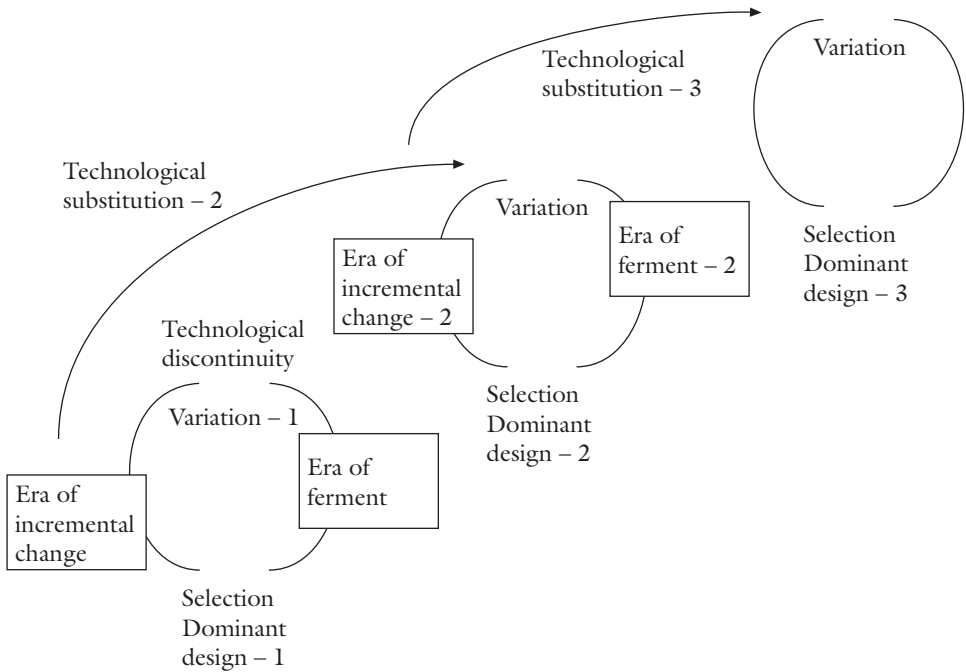 Technological
substitution – 3
Variation
Technological
substitution – 2
Variation
Era of
ferment – 2
Era of
incremental
change – 2
Selection
Dominant
design – 3
Technological
discontinuity
Selection
Dominant
design – 2
Variation – 1
Era of
ferment
Era of
incremental
change
Selection
Dominant
design – 1